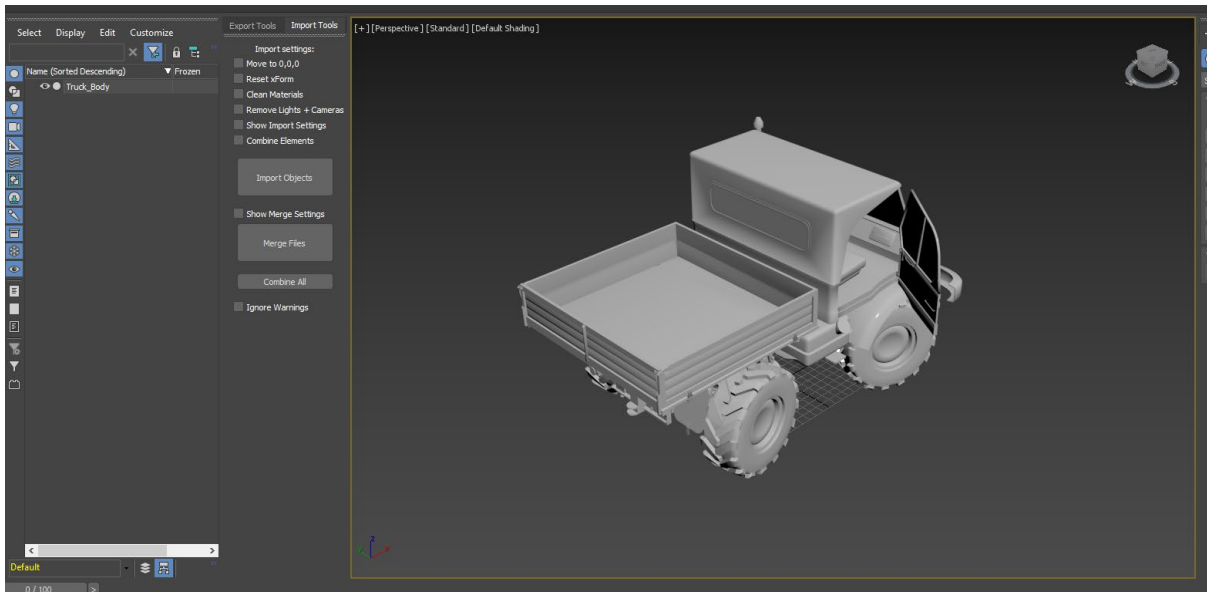 Select Display Edit Customize
Name (Sorted Descending) ▼ Frozen
Truck_Body
Default
0 / 100 >
Export Tools Import Tools
Import settings:
Move to 0,0,0
Reset xForm
Clean Materials
Remove Lights + Cameras
Show Import Settings
Combine Elements
Import Objects
Show Merge Settings
Merge Files
Combine All
Ignore Warnings
[+] [Perspective] [Standard] [Default Shading]
z